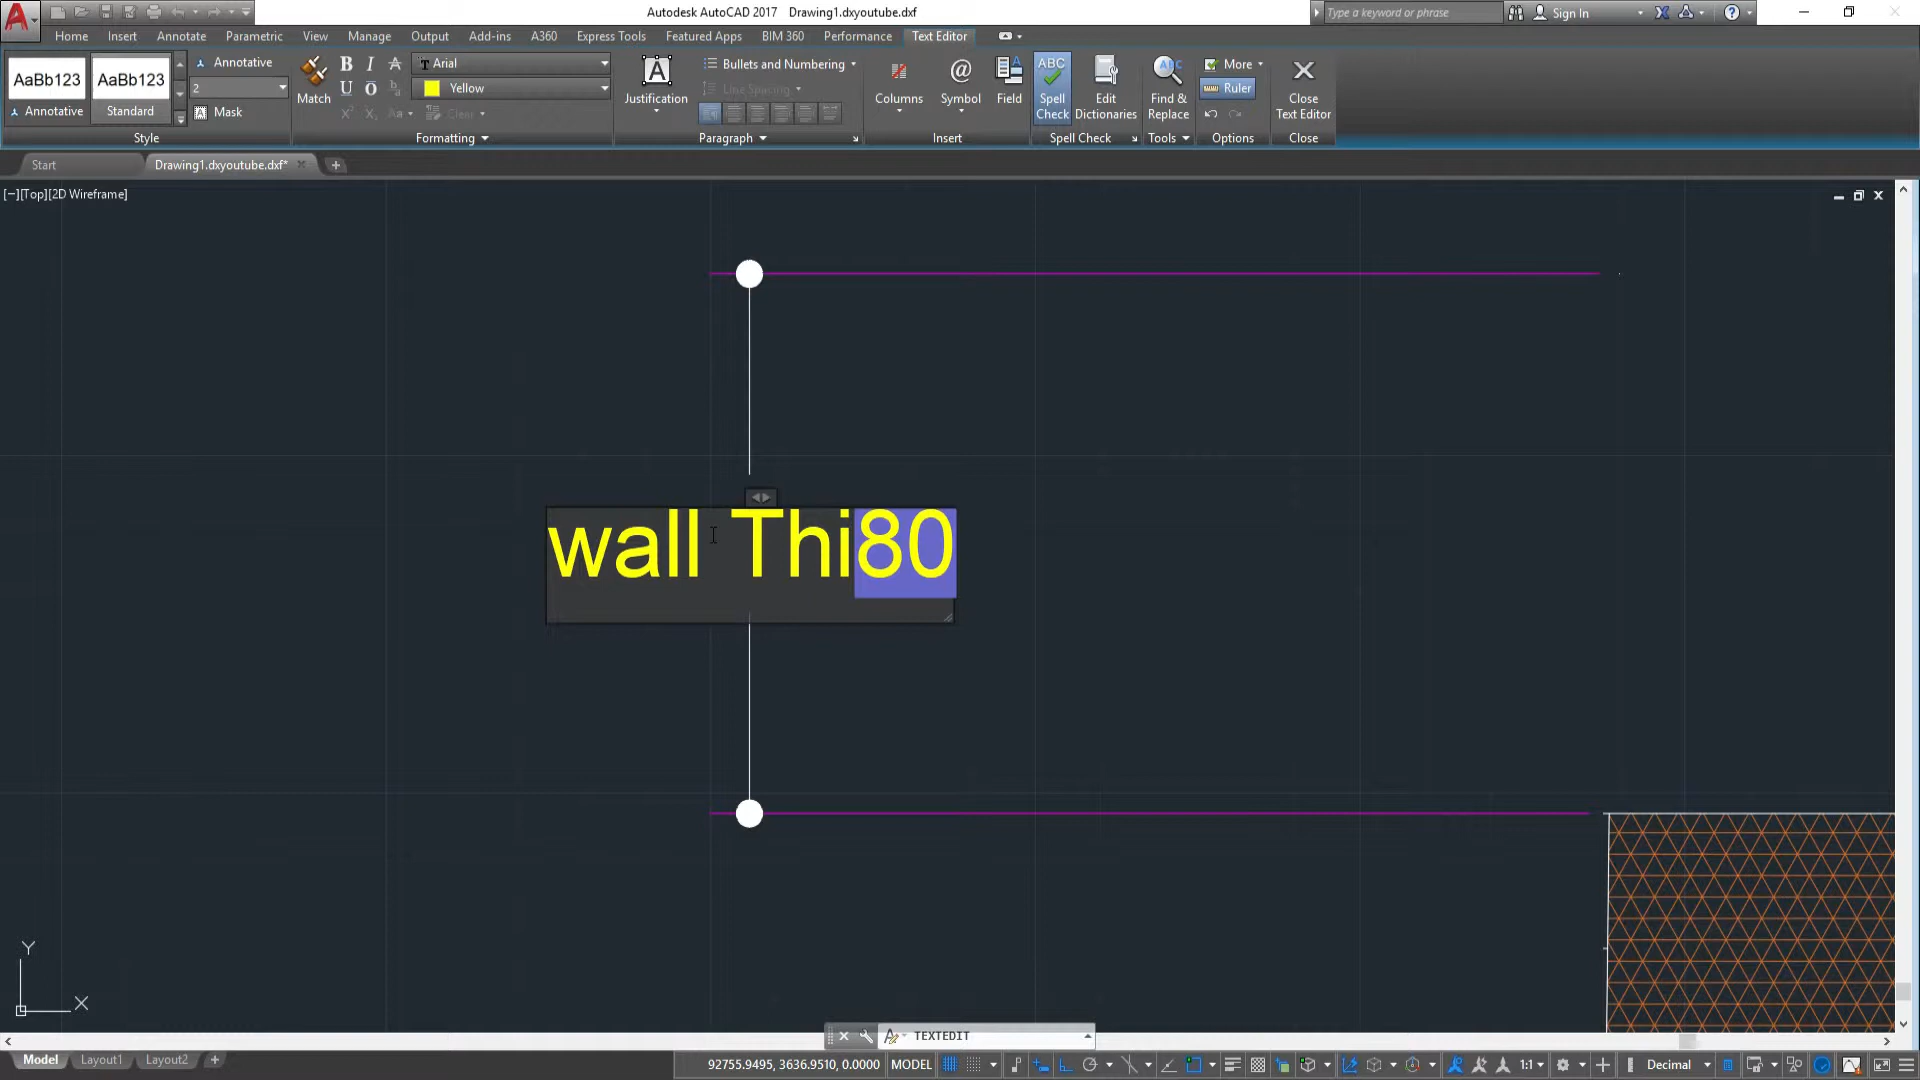 Autodesk AutoCAD 2017 Drawing1.dxyoutube.dxf
Type a keyword or phrase
Sign In
Home Insert Annotate Parametric View Manage Output Add-ins A360 Express Tools Featured Apps BIM 360 Performance Text Editor
AaBb123 AaBb123
Annotative Standard
Annotative
2
Mask
Style
Match
B I A
U O
Arial
Yellow
Aa
Clear
Formatting
A
Justification
Bullets and Numbering
Line Spacing
Paragraph
Columns
@
Symbol
Field
Insert
ABC
Spell Check
Edit Dictionaries
Spell Check
ABC
Find & Replace
Tools
More
Ruler
Options
Close Text Editor
Close
Start Drawing1.dxyoutube.dxf*
[−][Top][2D Wireframe]
wall Thi80
Y
X
TEXTEDIT
Model Layout1 Layout2 +
92755.9495, 3636.9510, 0.0000 MODEL
1:1
Decimal